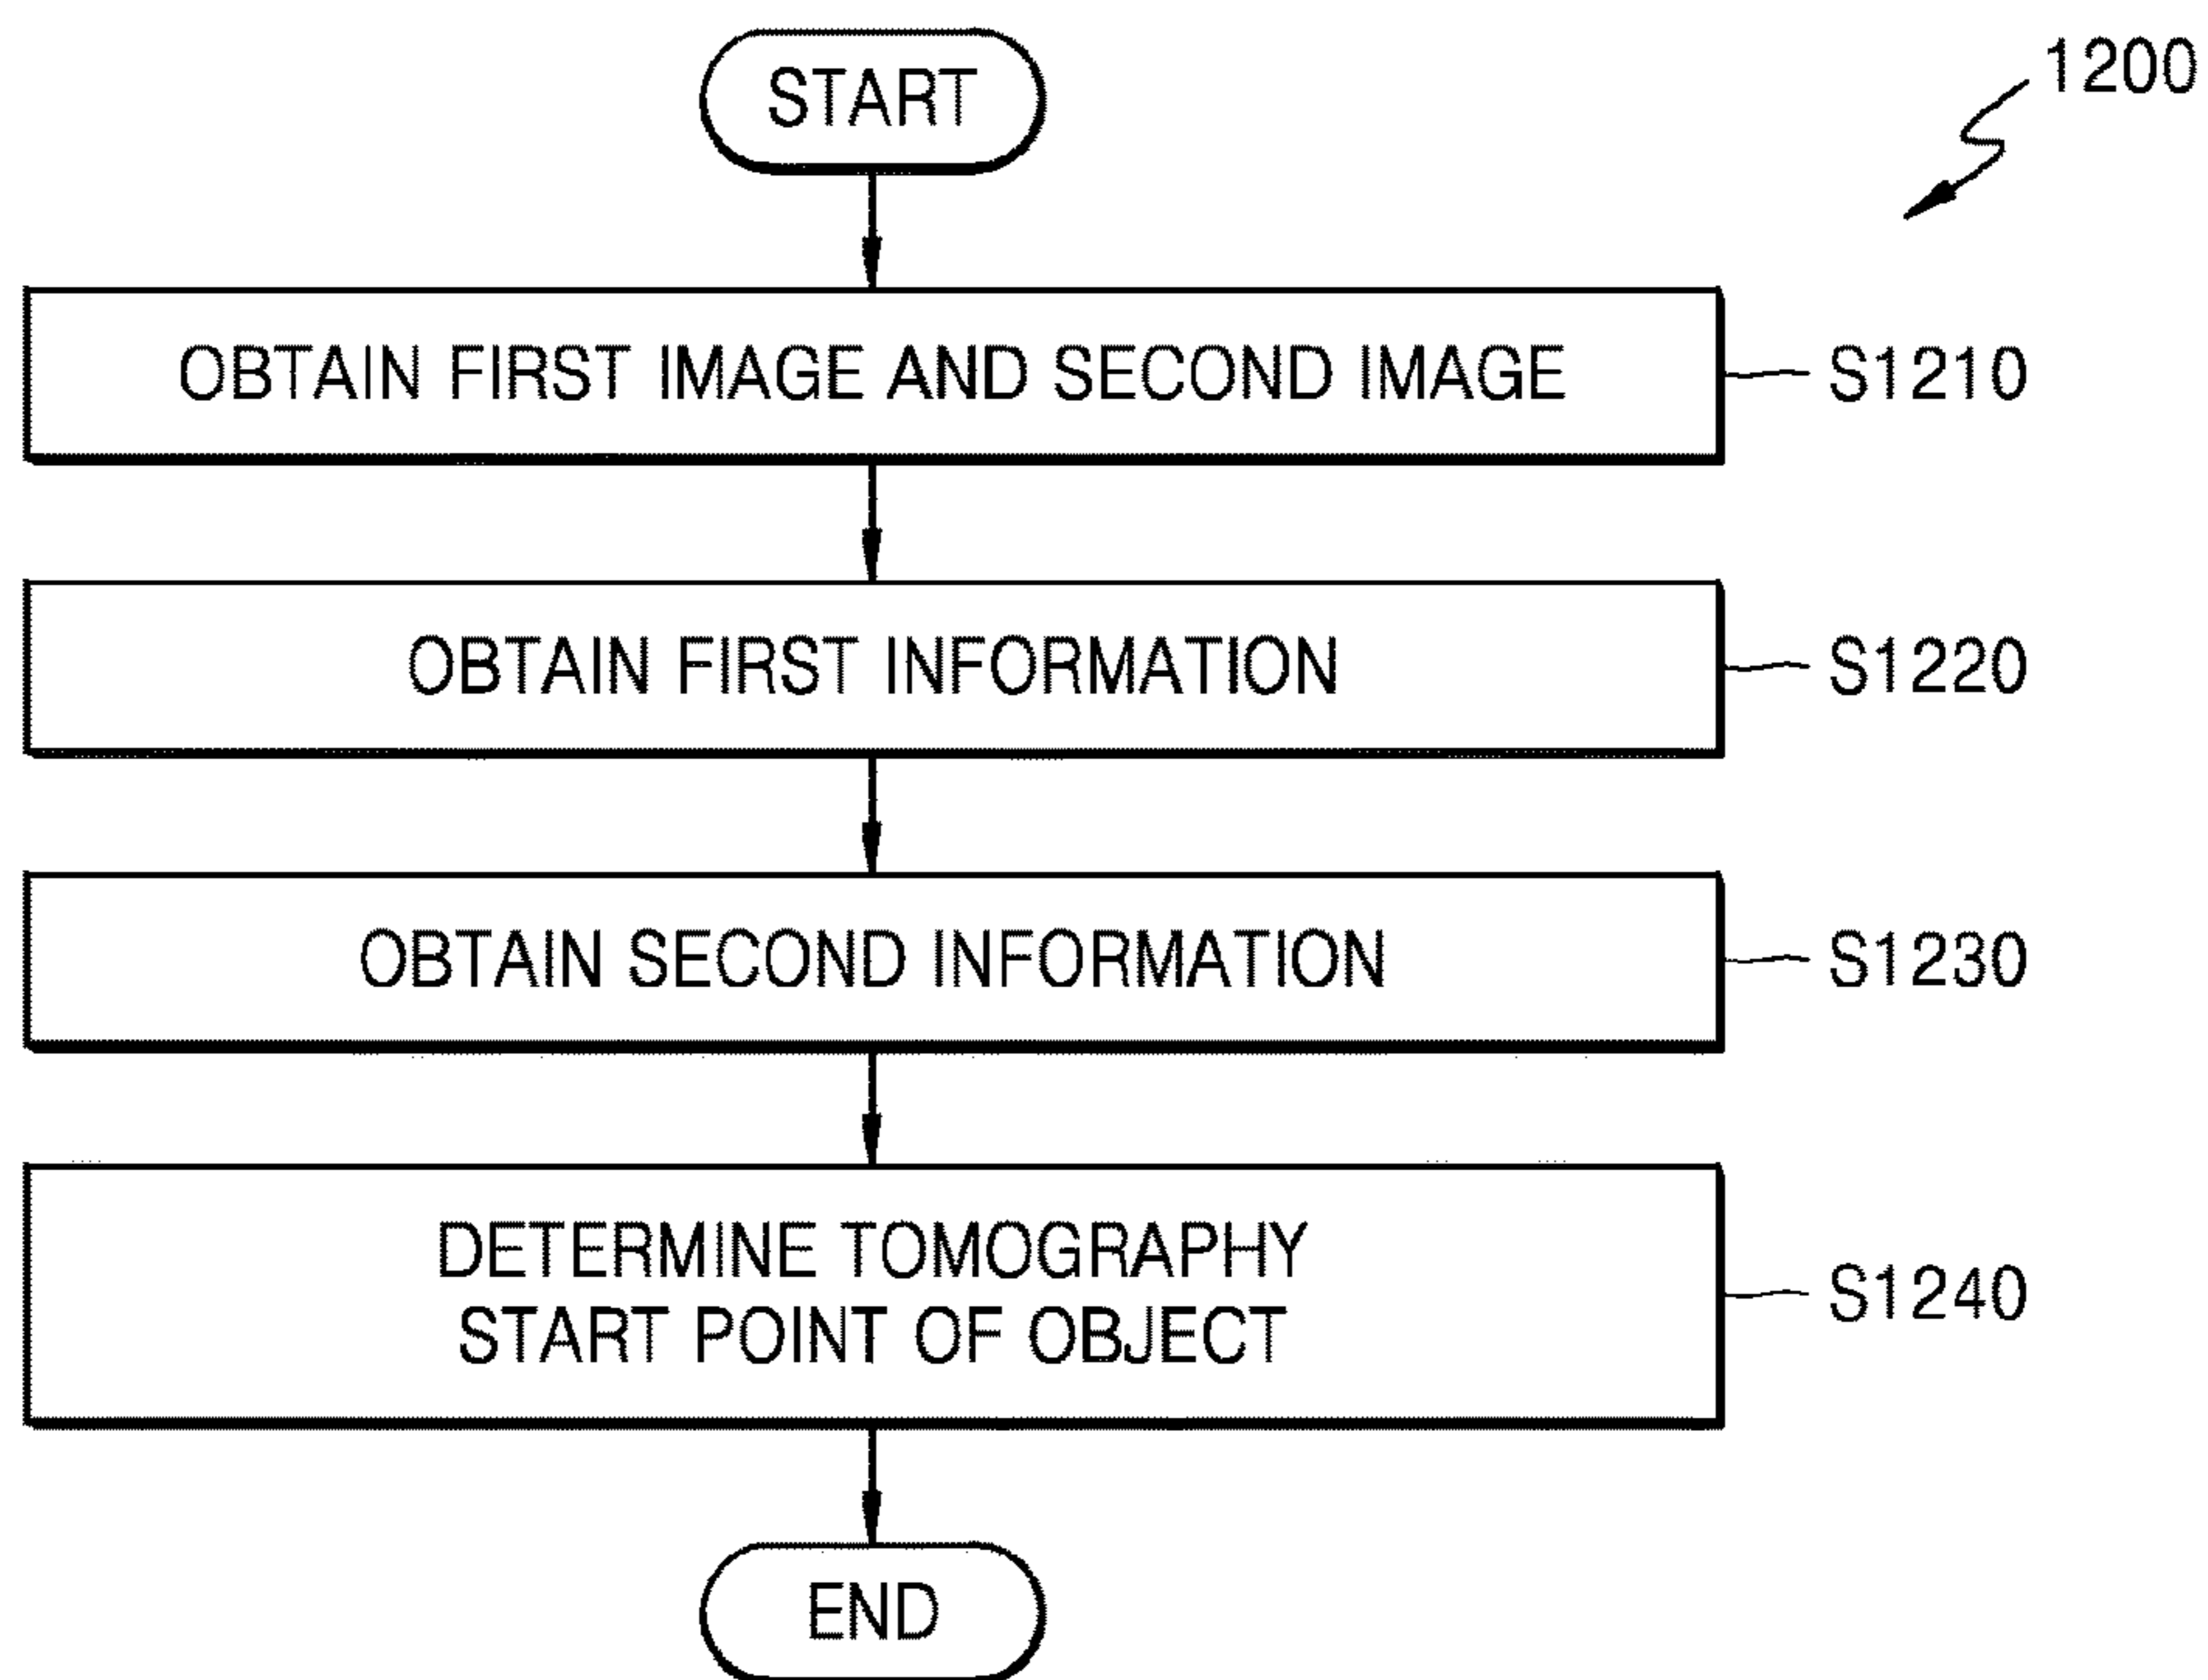 START
1200
OBTAIN FIRST IMAGE AND SECOND IMAGE
S1210
OBTAIN FIRST INFORMATION
S1220
OBTAIN SECOND INFORMATION
S1230
DETERMINE TOMOGRAPHY
START POINT OF OBJECT
S1240
END